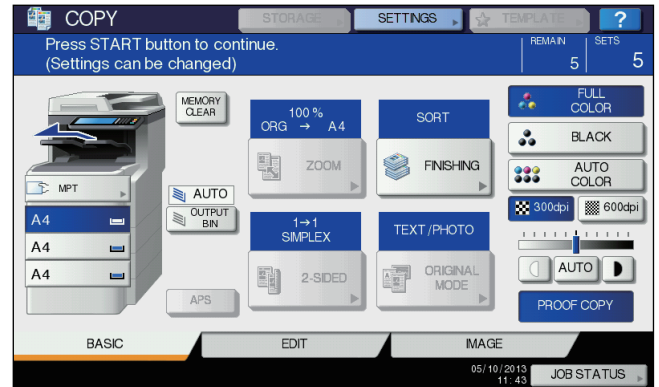 COPY
STORAGE
SETTINGS
TEMPLATE
?
Press START button to continue.
(Settings can be changed)
REMAIN
5
SETS
5
MEMORY
CLEAR
MPT
A4
A4
A4
AUTO
OUTPUT
BIN
APS
100 %
ORG → A4
ZOOM
SORT
FINISHING
1→1
SIMPLEX
2-SIDED
TEXT/PHOTO
ORIGINAL
MODE
FULL
COLOR
BLACK
AUTO
COLOR
300dpi
600dpi
AUTO
PROOF COPY
BASIC
EDIT
IMAGE
05/10/2013
11:43
JOB STATUS